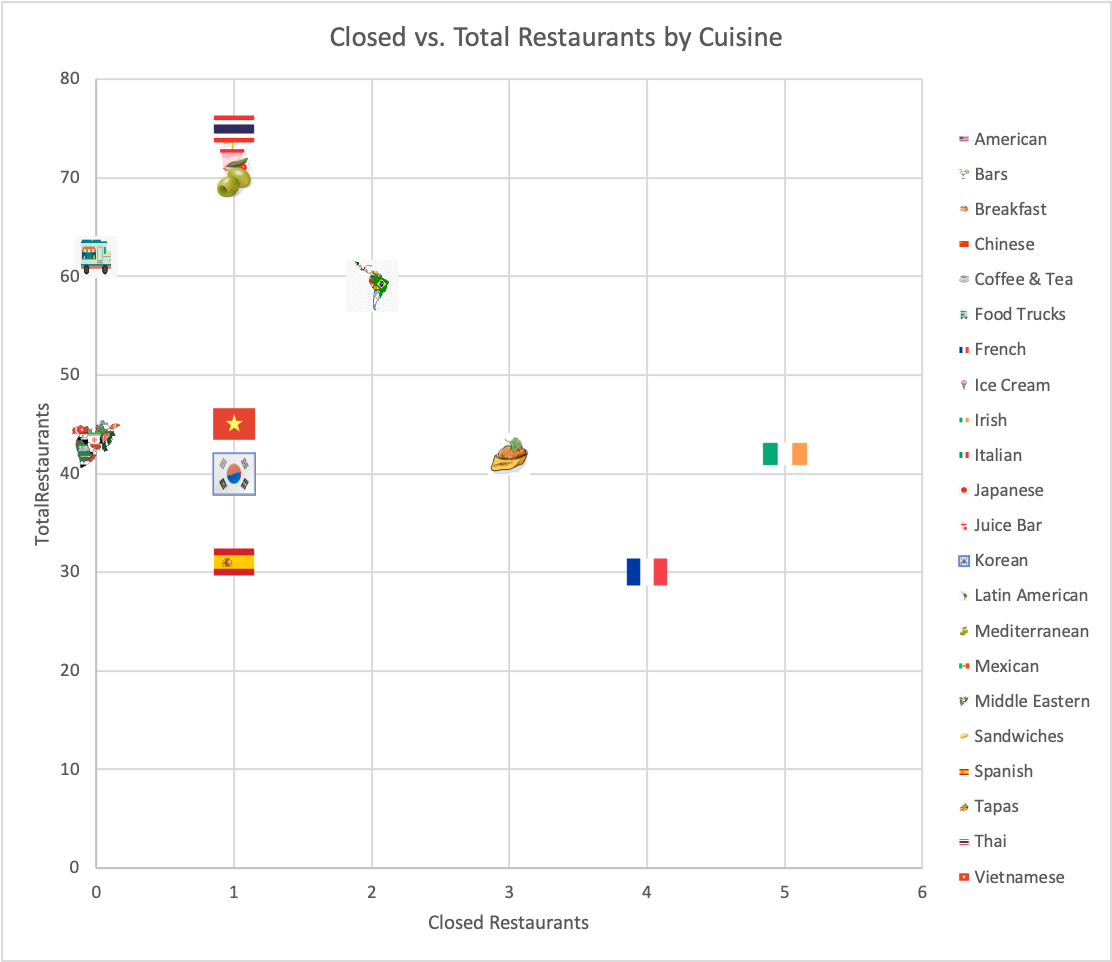 Closed vs. Total Restaurants by Cuisine
80
70
60
50
40
30
20
10
0
TotalRestaurants
0 1 2 3 4 5 6
Closed Restaurants
American
Bars
Breakfast
Chinese
Coffee & Tea
Food Trucks
French
Ice Cream
Irish
Italian
Japanese
Juice Bar
Korean
Latin American
Mediterranean
Mexican
Middle Eastern
Sandwiches
Spanish
Tapas
Thai
Vietnamese